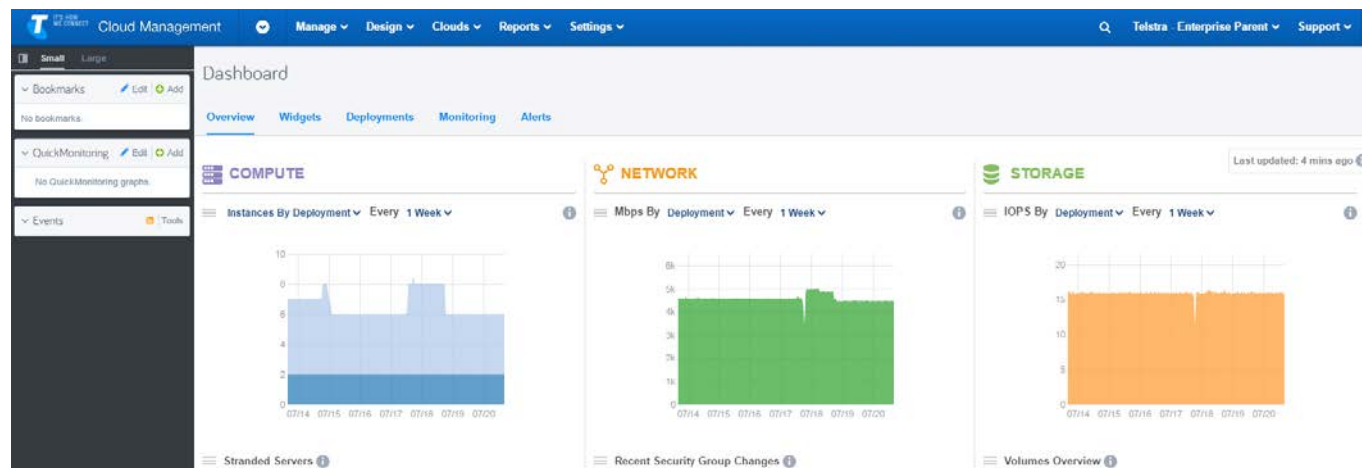 T IT'S HOW WE CONNECT Cloud Management Manage Design Clouds Reports Settings Telstra - Enterprise Parent Support
Small Large
Bookmarks Edit Add
No bookmarks.
QuickMonitoring Edit Add
No QuickMonitoring graphs.
Events Tools
Dashboard
Overview Widgets Deployments Monitoring Alerts
Last updated: 4 mins ago
COMPUTE
Instances By Deployment Every 1 Week
10
8
6
4
2
0
07/14 07/15 07/16 07/17 07/18 07/19 07/20
Stranded Servers
NETWORK
Mbps By Deployment Every 1 Week
6k
5k
4k
3k
2k
1k
0
07/14 07/15 07/16 07/17 07/18 07/19 07/20
Recent Security Group Changes
STORAGE
IOPS By Deployment Every 1 Week
20
15
10
5
0
07/14 07/15 07/16 07/17 07/18 07/19 07/20
Volumes Overview